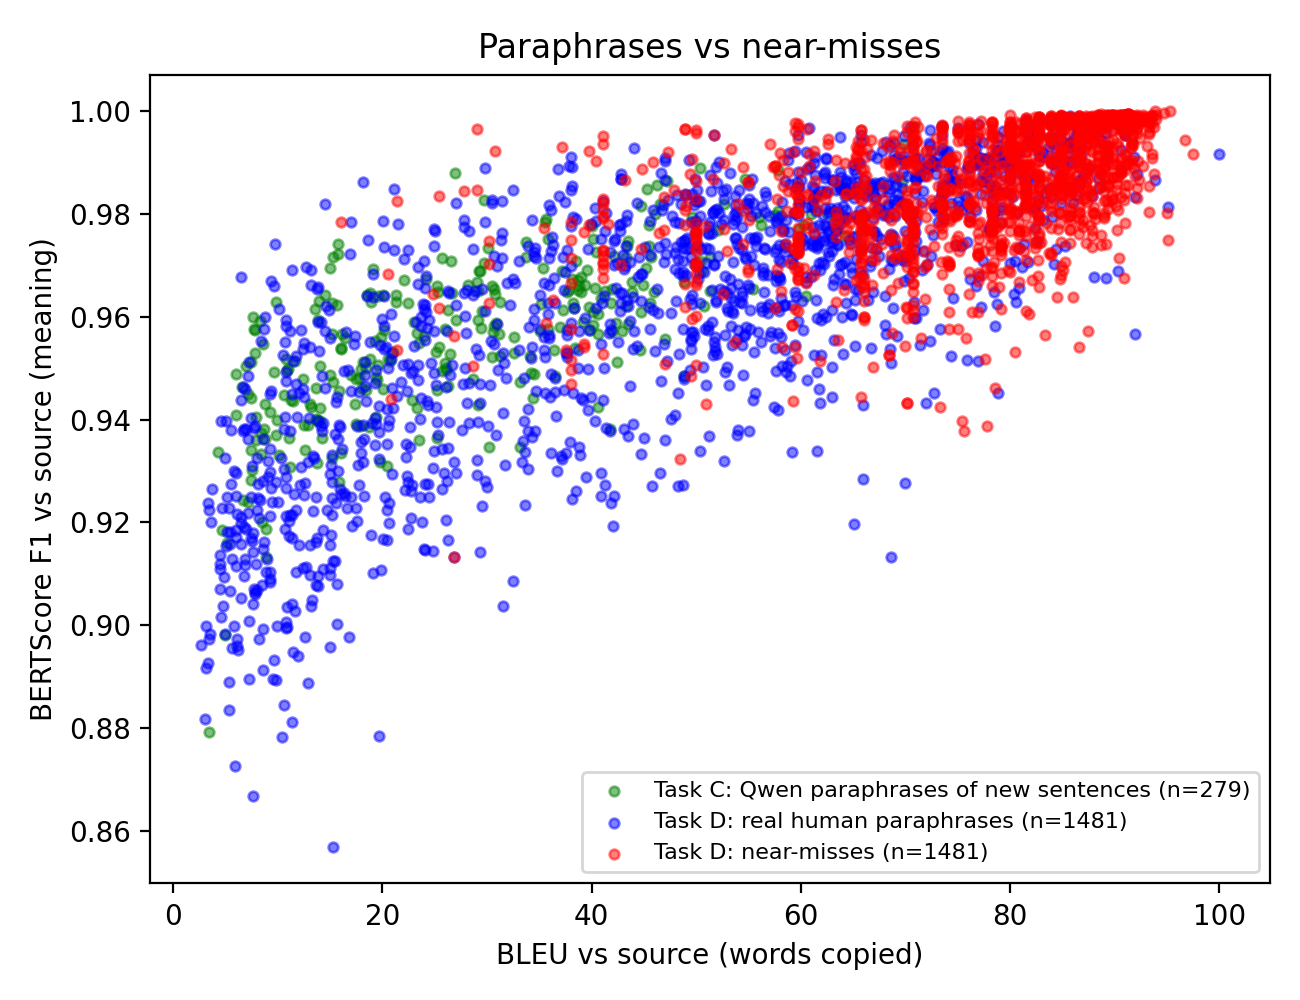 Paraphrases vs near-misses
BERTScore F1 vs source (meaning)
1.00
0.98
0.96
0.94
0.92
0.90
0.88
0.86
Task C: Qwen paraphrases of new sentences (n=279)
Task D: real human paraphrases (n=1481)
Task D: near-misses (n=1481)
0 20 40 60 80 100
BLEU vs source (words copied)